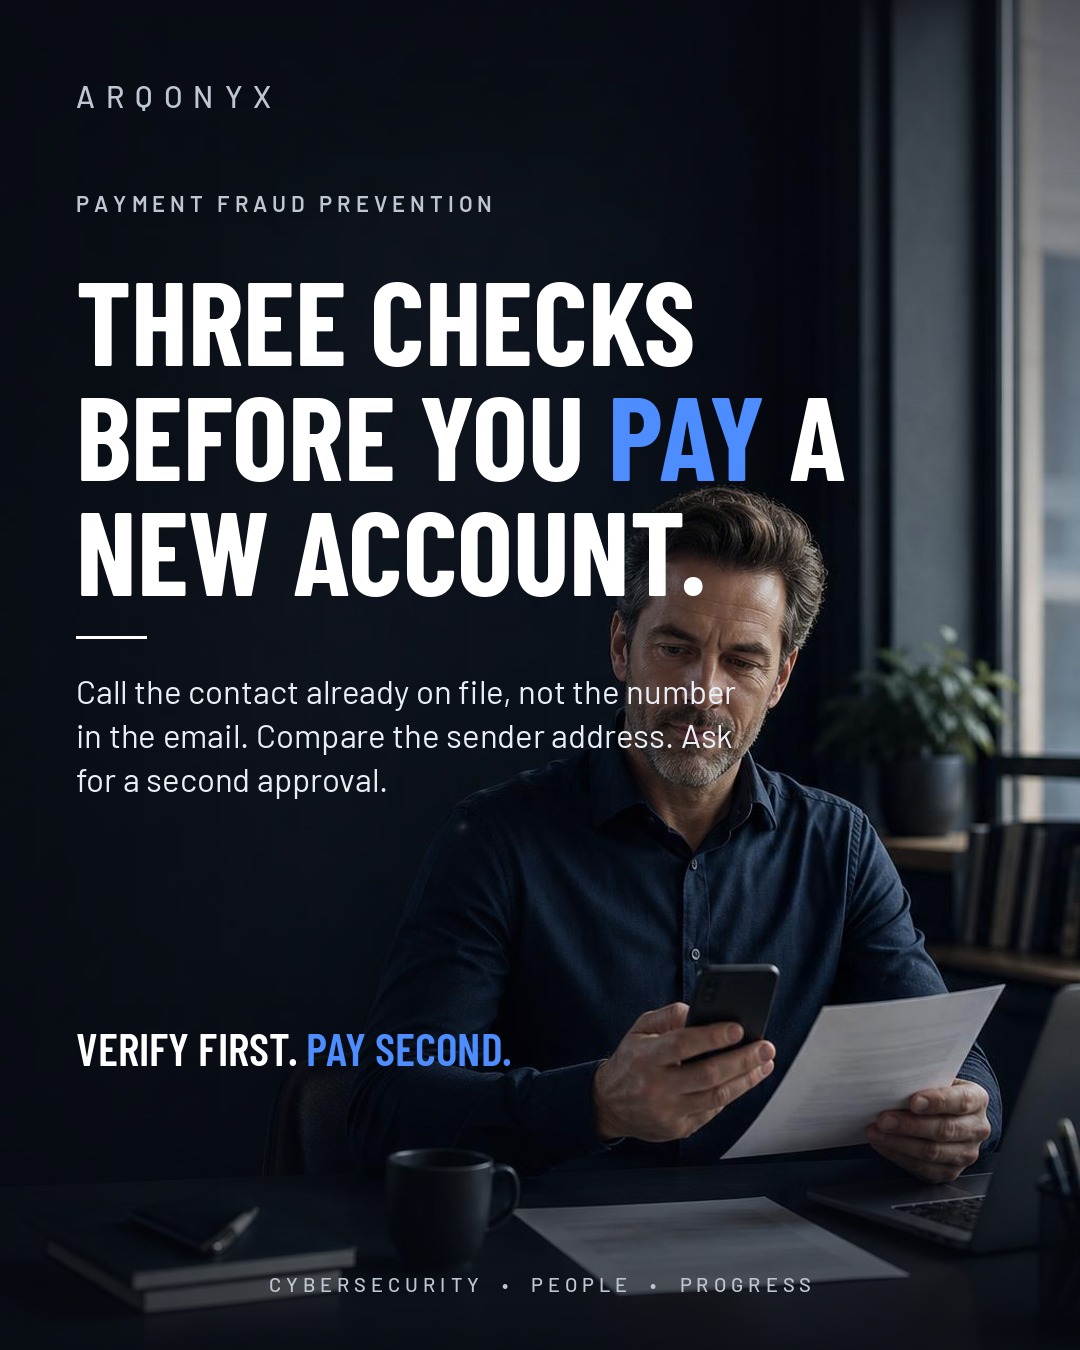 ARQONYX
PAYMENT FRAUD PREVENTION
THREE CHECKS
BEFORE YOU PAY A
NEW ACCOUNT.
Call the contact already on file, not the number
in the email. Compare the sender address. Ask
for a second approval.
VERIFY FIRST. PAY SECOND.
CYBERSECURITY • PEOPLE • PROGRESS